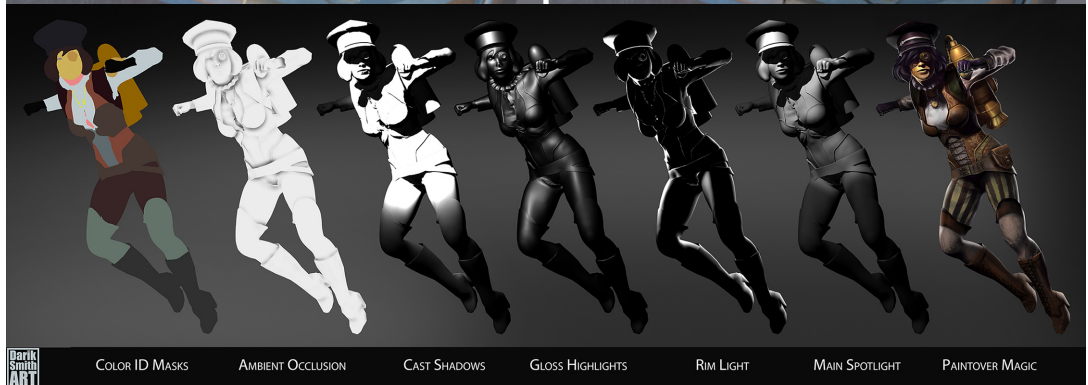 Darik
Smith
ART
COLOR ID MASKS
AMBIENT OCCLUSION
CAST SHADOWS
GLOSS HIGHLIGHTS
RIM LIGHT
MAIN SPOTLIGHT
PAINTOVER MAGIC